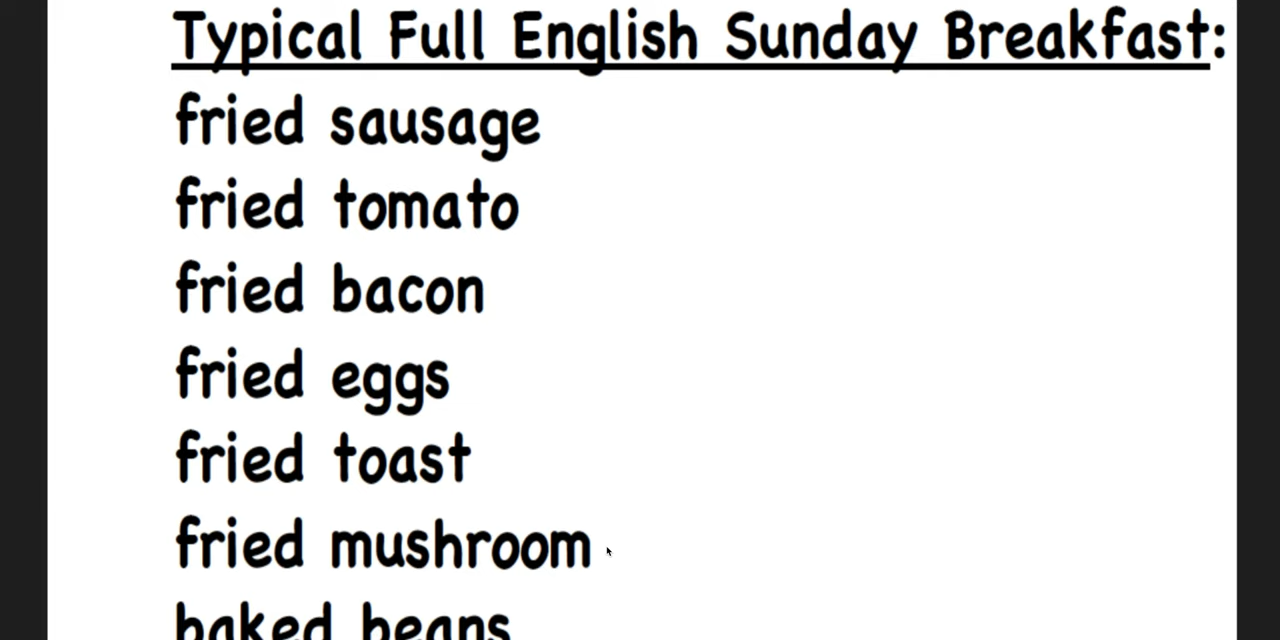 Typical Full English Sunday Breakfast:
fried sausage
fried tomato
fried bacon
fried eggs
fried toast
fried mushroom
baked beans